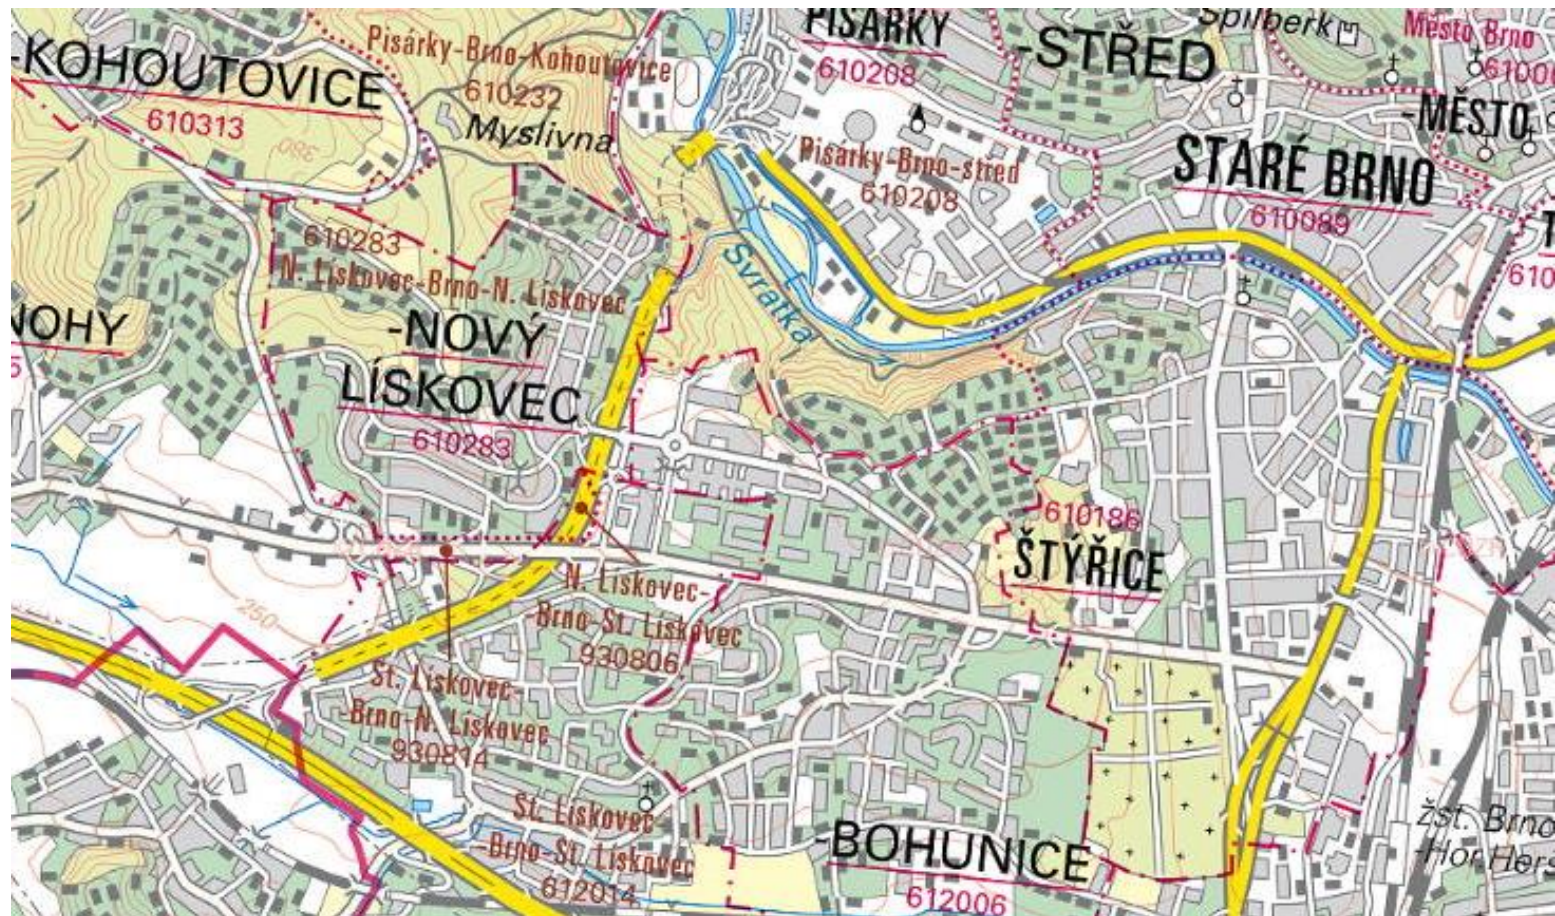 PISÁRKY
610208
Špilberk
Město Brno
-STŘED
-KOHOUTOVICE
610313
Pisárky-Brno-Kohoutovice
610232
Myslivna
380
-MĚSTO
STARÉ BRNO
610089
Pisárky-Brno-střed
610208
610283
N. Lískovec-Brno-N. Lískovec
Svratka
-NOVÝ
LÍSKOVEC
610283
NOHY
5
610
610186
ŠTÝŘICE
250
N. Lískovec-
-Brno-St. Lískovec
930806
St. Lískovec-
-Brno-N. Lískovec
930814
St. Lískovec
-Brno-St. Lískovec
612014
-BOHUNICE
612006
žst. Brno
-Hor.Hers